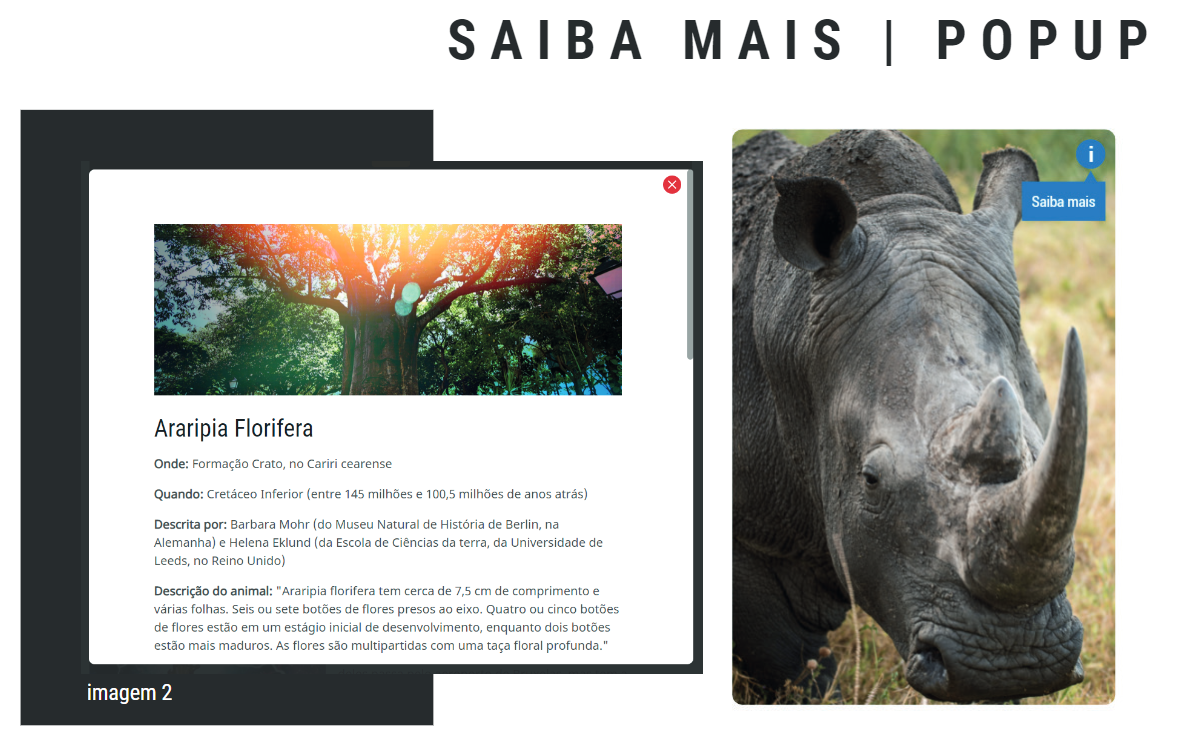 SAIBA MAIS | POPUP
Araripia Florifera
Onde: Formação Crato, no Cariri cearense
Quando: Cretáceo Inferior (entre 145 milhões e 100,5 milhões de anos atrás)
Descrita por: Barbara Mohr (do Museu Natural de História de Berlin, na
Alemanha) e Helena Eklund (da Escola de Ciências da terra, da Universidade de
Leeds, no Reino Unido)
Descrição do animal: "Araripia florifera tem cerca de 7,5 cm de comprimento e
várias folhas. Seis ou sete botões de flores presos ao eixo. Quatro ou cinco botões
de flores estão em um estágio inicial de desenvolvimento, enquanto dois botões
estão mais maduros. As flores são multipartidas com uma taça floral profunda."
imagem 2
i
Saiba mais